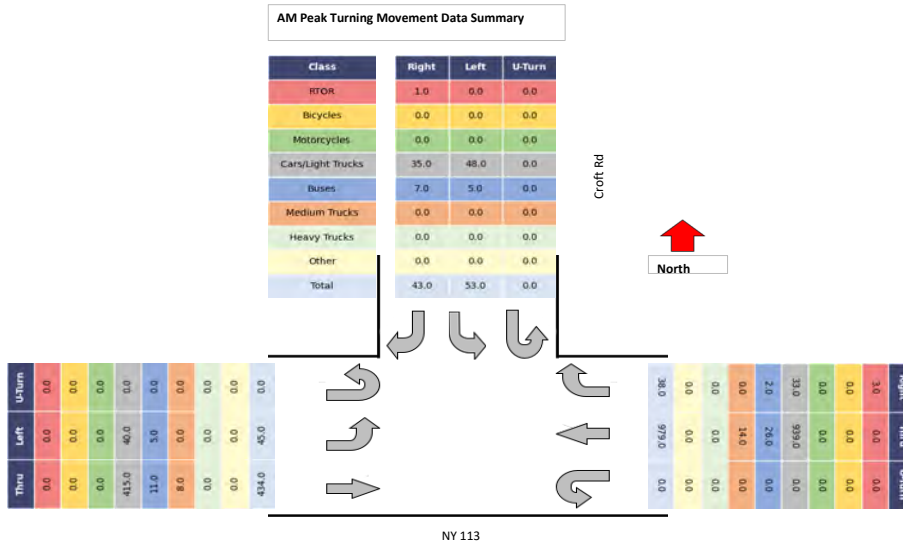 AM Peak Turning Movement Data Summary
Class Right Left U-Turn
RTOR 1.0 0.0 0.0
Bicycles 0.0 0.0 0.0
Motorcycles 0.0 0.0 0.0
Cars/Light Trucks 35.0 48.0 0.0
Buses 7.0 5.0 0.0
Medium Trucks 0.0 0.0 0.0
Heavy Trucks 0.0 0.0 0.0
Other 0.0 0.0 0.0
Total 43.0 53.0 0.0
Croft Rd
North
U-Turn 0.0 0.0 0.0 0.0 0.0 0.0 0.0 0.0 0.0
Left 0.0 0.0 0.0 40.0 5.0 0.0 0.0 0.0 45.0
Thru 0.0 0.0 0.0 415.0 11.0 8.0 0.0 0.0 434.0
38.0 0.0 0.0 0.0 2.0 33.0 0.0 0.0 3.0
979.0 0.0 0.0 14.0 26.0 939.0 0.0 0.0 0.0
0.0 0.0 0.0 0.0 0.0 0.0 0.0 0.0 0.0
NY 113